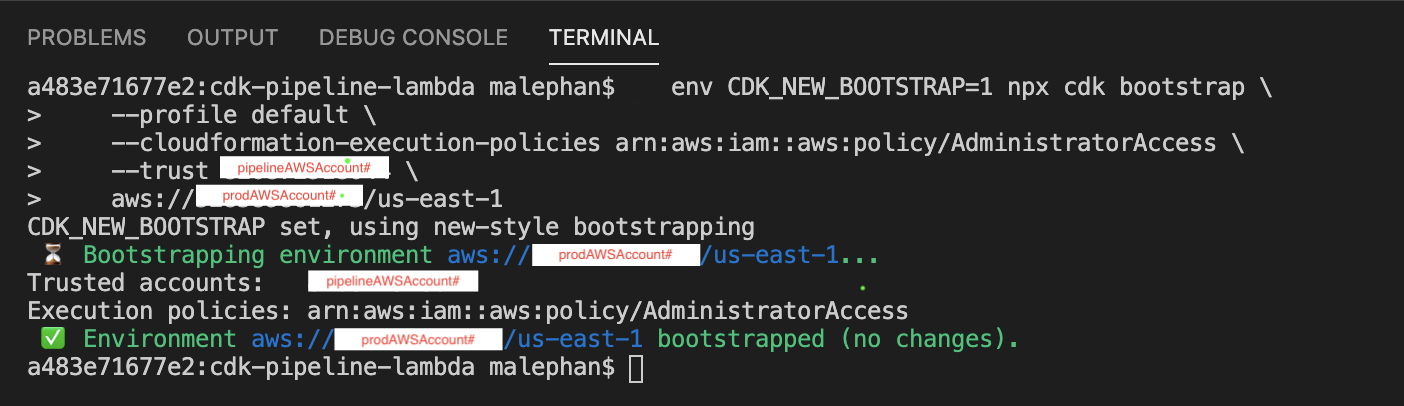 PROBLEMS OUTPUT DEBUG CONSOLE TERMINAL
a483e71677e2:cdk-pipeline-lambda malephan$ env CDK_NEW_BOOTSTRAP=1 npx cdk bootstrap \
> --profile default \
> --cloudformation-execution-policies arn:aws:iam::aws:policy/AdministratorAccess \
> --trust pipelineAWSAccount# \
> aws://prodAWSAccount#/us-east-1
CDK_NEW_BOOTSTRAP set, using new-style bootstrapping
⏳ Bootstrapping environment aws://prodAWSAccount#/us-east-1...
Trusted accounts: pipelineAWSAccount#
Execution policies: arn:aws:iam::aws:policy/AdministratorAccess
✅ Environment aws://prodAWSAccount#/us-east-1 bootstrapped (no changes).
a483e71677e2:cdk-pipeline-lambda malephan$